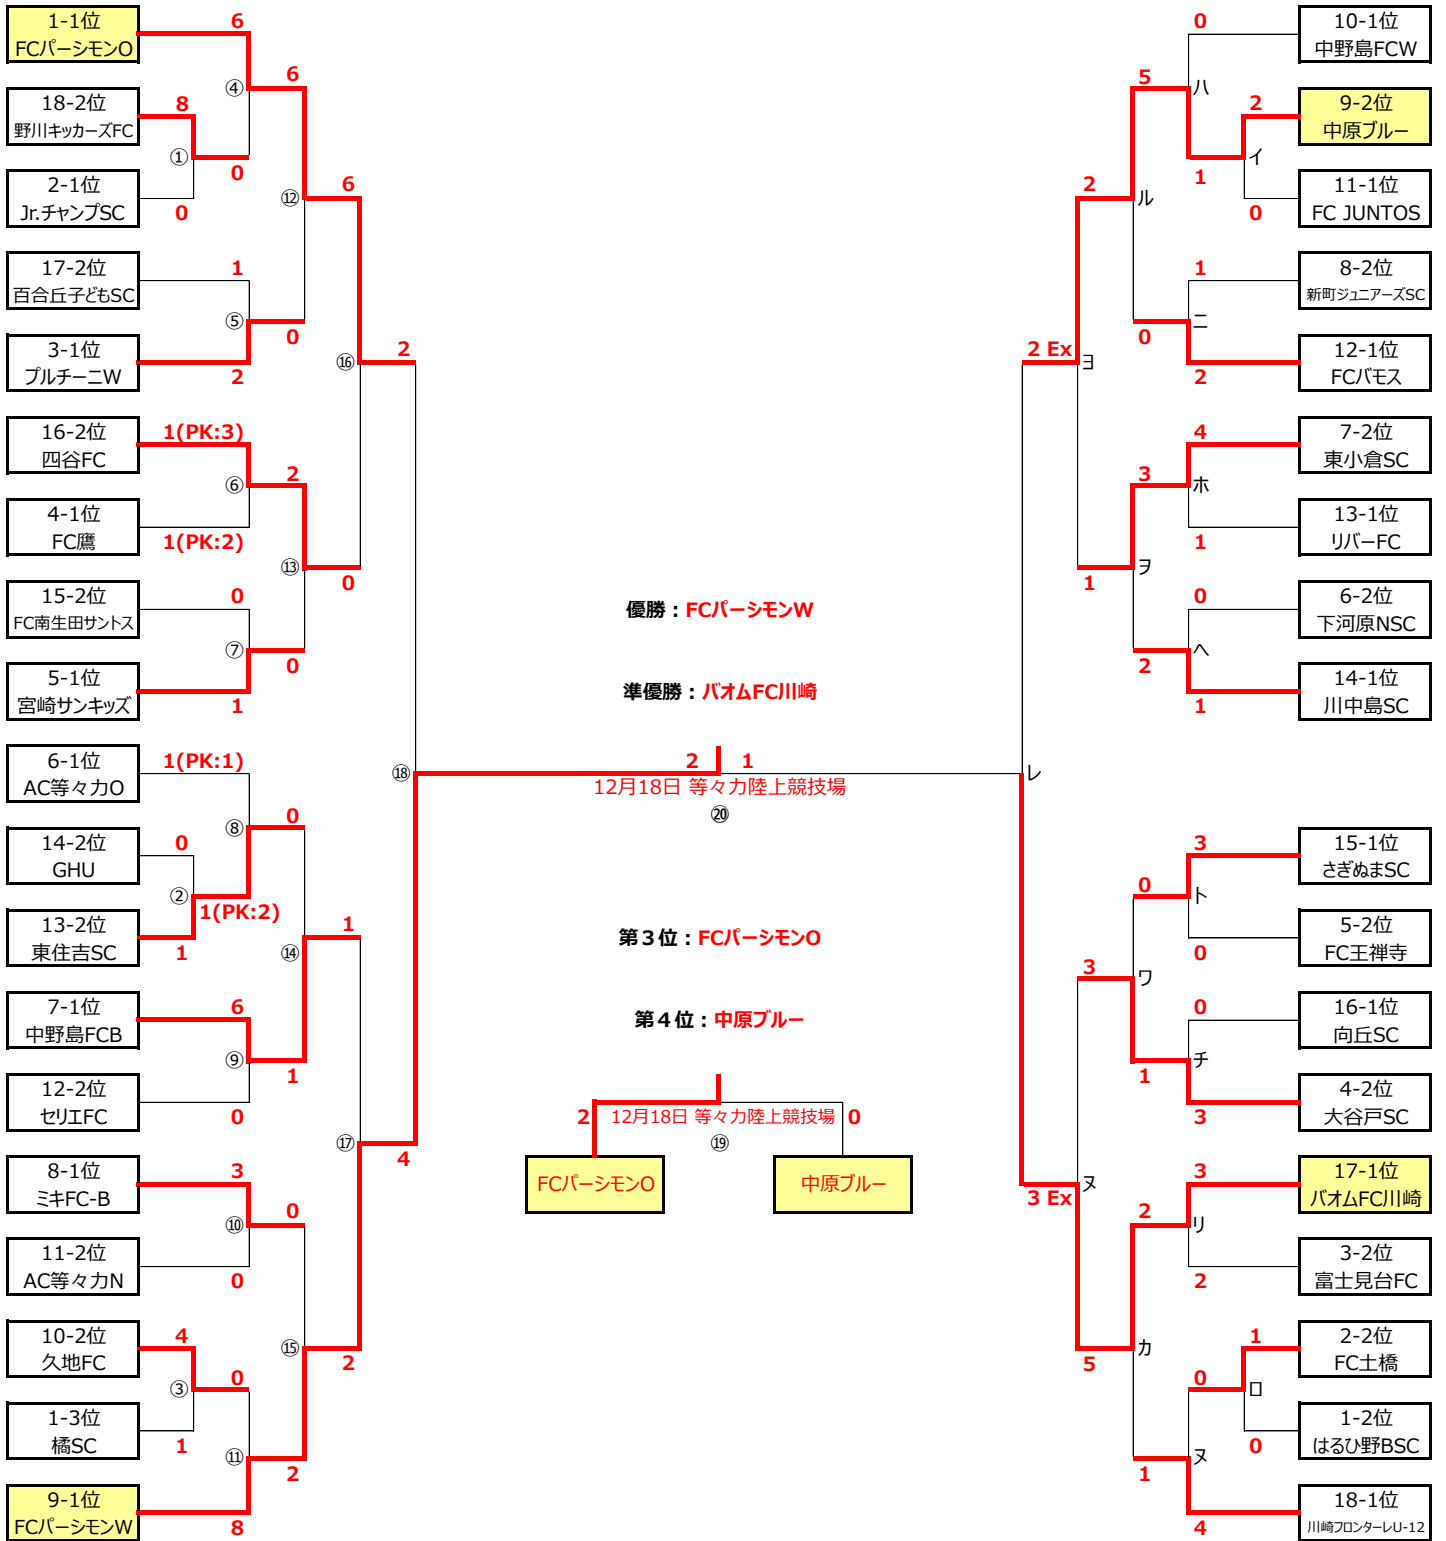 1-1位
FCパーシモンO
6
18-2位
野川キッカーズFC
8
④
6
①
0
2-1位
Jr.チャンプSC
0
⑫
6
17-2位
百合丘子どもSC
1
⑤
0
3-1位
プルチーニW
2
⑯
2
16-2位
四谷FC
1(PK:3)
⑥
2
4-1位
FC鷹
1(PK:2)
⑬
0
15-2位
FC南生田サントス
0
⑦
0
5-1位
宮崎サンキッズ
1
6-1位
AC等々力O
1(PK:1)
⑱
⑧
0
14-2位
GHU
0
②
1(PK:2)
13-2位
東住吉SC
1
⑭
1
7-1位
中野島FCB
6
⑨
1
12-2位
セリエFC
0
⑰
4
8-1位
ミキFC-B
3
⑩
0
11-2位
AC等々力N
0
10-2位
久地FC
4
⑮
2
③
0
1-3位
橘SC
1
⑪
2
9-1位
FCパーシモンW
8
優勝：FCパーシモンW
準優勝：バオムFC川崎
2 1
12月18日 等々力陸上競技場
⑳
第３位：FCパーシモンO
第４位：中原ブルー
2 12月18日 等々力陸上競技場 0
⑲
FCパーシモンO
中原ブルー
0
10-1位
中野島FCW
5
ハ
2
9-2位
中原ブルー
イ
1
2
ル
0
11-1位
FC JUNTOS
1
8-2位
新町ジュニアーズSC
0
ニ
2 Ex
ヨ
2
12-1位
FCバモス
4
7-2位
東小倉SC
3
ホ
1
13-1位
リバーFC
1
ヲ
0
6-2位
下河原NSC
2
ヘ
1
14-1位
川中島SC
レ
3
15-1位
さぎぬまSC
0
ト
0
5-2位
FC王禅寺
3
ワ
0
16-1位
向丘SC
1
チ
3
4-2位
大谷戸SC
3 Ex
ヌ
3
17-1位
バオムFC川崎
2
リ
2
3-2位
富士見台FC
5
カ
1
2-2位
FC土橋
0
ロ
0
1-2位
はるひ野BSC
1
ヌ
4
18-1位
川崎フロンターレU-12